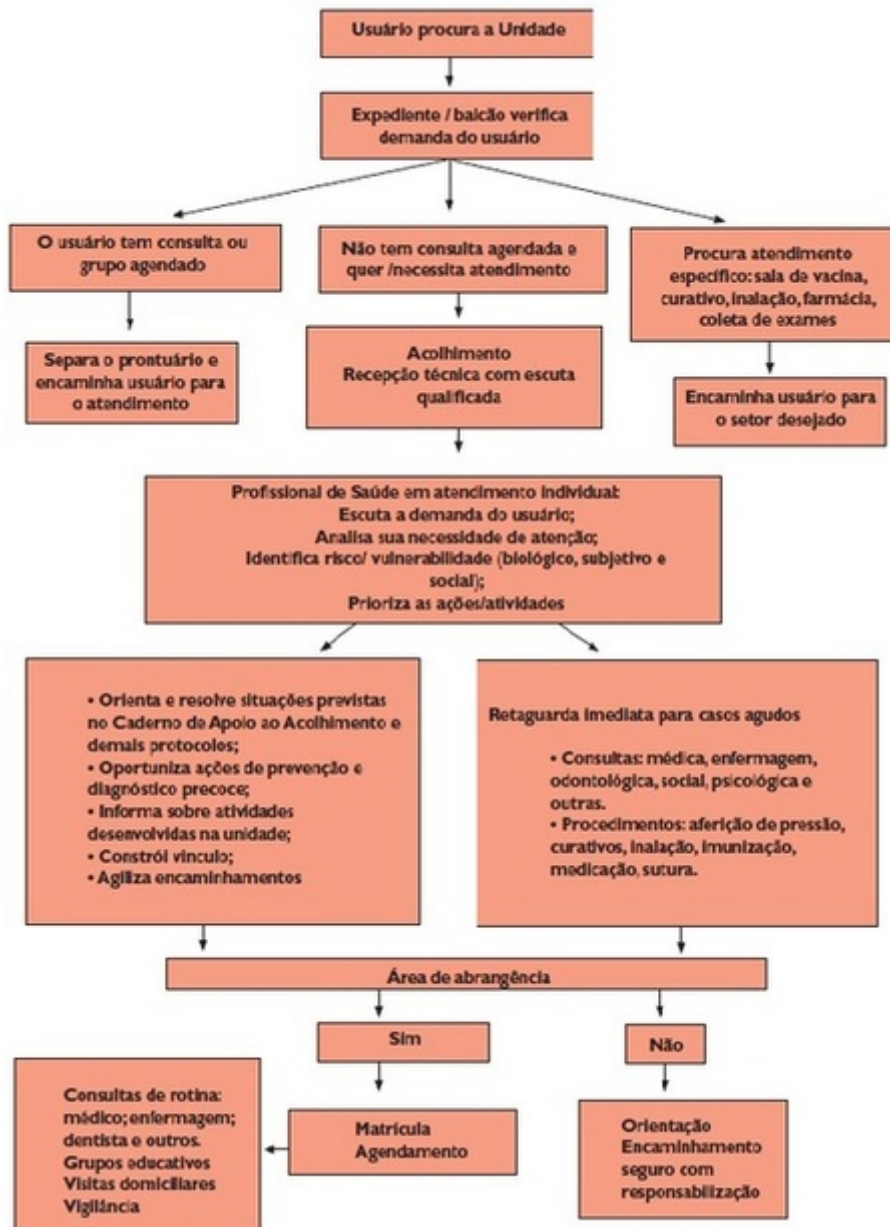 Usuário procura a Unidade
Expediente / balcão verifica
demanda do usuário
O usuário tem consulta ou
grupo agendado
Não tem consulta agendada e
quer /necessita atendimento
Procura atendimento
específico: sala de vacina,
curativo, inalação, farmácia,
coleta de exames
Separa o prontuário e
encaminha usuário para
o atendimento
Acolhimento
Recepção técnica com escuta
qualificada
Encaminha usuário para
o setor desejado
Profissional de Saúde em atendimento individual:
Escuta a demanda do usuário;
Analisa sua necessidade de atenção;
Identifica risco/ vulnerabilidade (biológico, subjetivo e
social);
Prioriza as ações/atividades
• Orienta e resolve situações previstas
no Caderno de Apoio ao Acolhimento e
demais protocolos;
• Oportuniza ações de prevenção e
diagnóstico precoce;
• Informa sobre atividades
desenvolvidas na unidade;
• Constrói vínculo;
• Agiliza encaminhamentos
Retaguarda imediata para casos agudos
• Consultas: médica, enfermagem,
odontológica, social, psicológica e
outras.
• Procedimentos: aferição de pressão,
curativos, inalação, imunização,
medicação, sutura.
Área de abrangência
Sim
Não
Consultas de rotina:
médico; enfermagem;
dentista e outros.
Grupos educativos
Visitas domiciliares
Vigilância
Matrícula
Agendamento
Orientação
Encaminhamento
seguro com
responsabilização